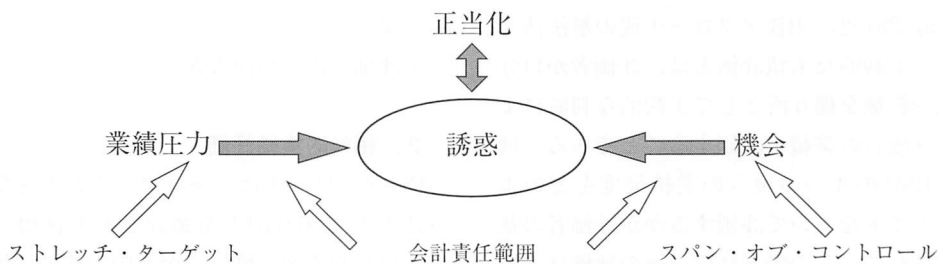 正当化
業績圧力 誘惑 機会
ストレッチ・ターゲット 会計責任範囲 スパン・オブ・コントロール